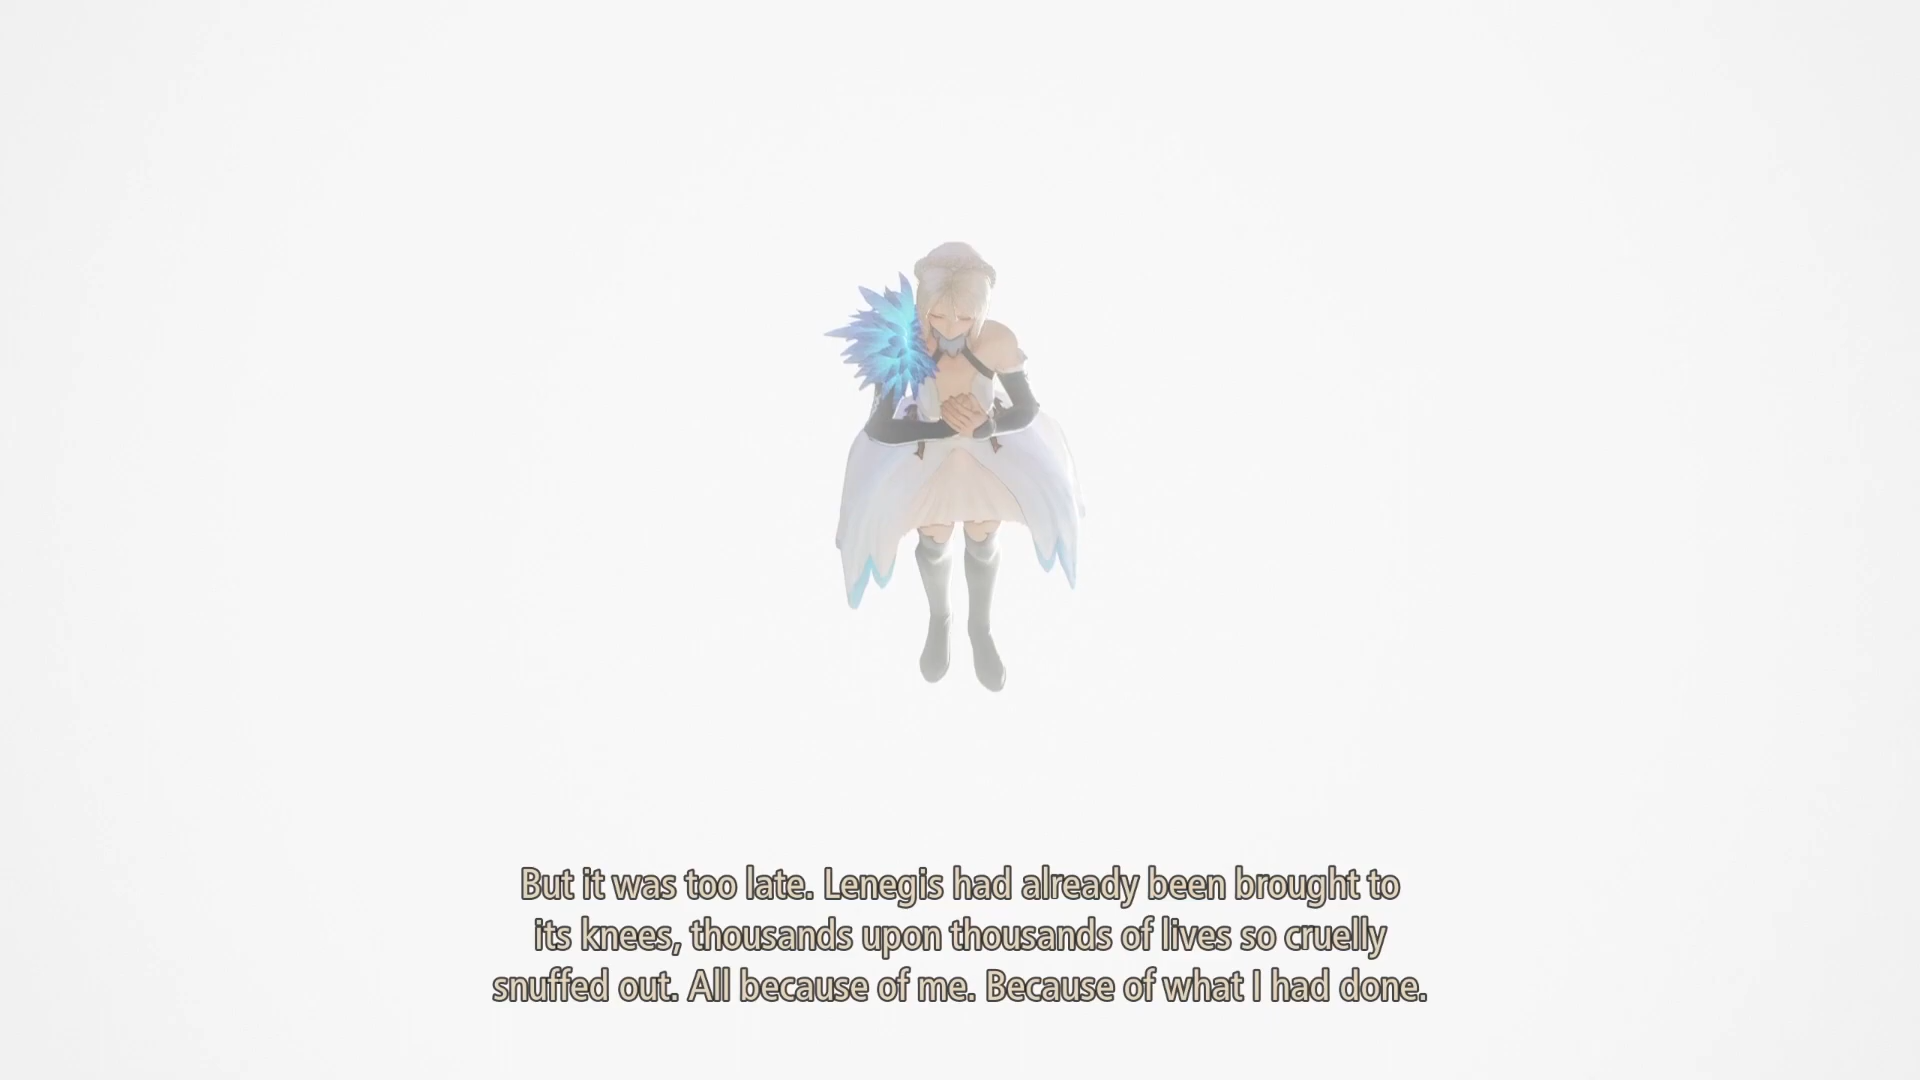 But it was too late. Lenegis had already been brought to
its knees, thousands upon thousands of lives so cruelly
snuffed out. All because of me. Because of what I had done.